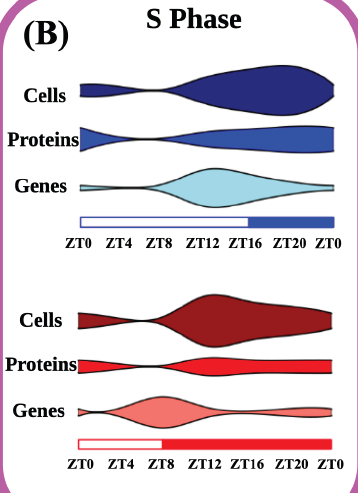 S Phase
(B)
Cells
Proteins
Genes
ZT0 ZT4 ZT8 ZT12 ZT16 ZT20 ZT0
Cells
Proteins
Genes
ZT0 ZT4 ZT8 ZT12 ZT16 ZT20 ZT0